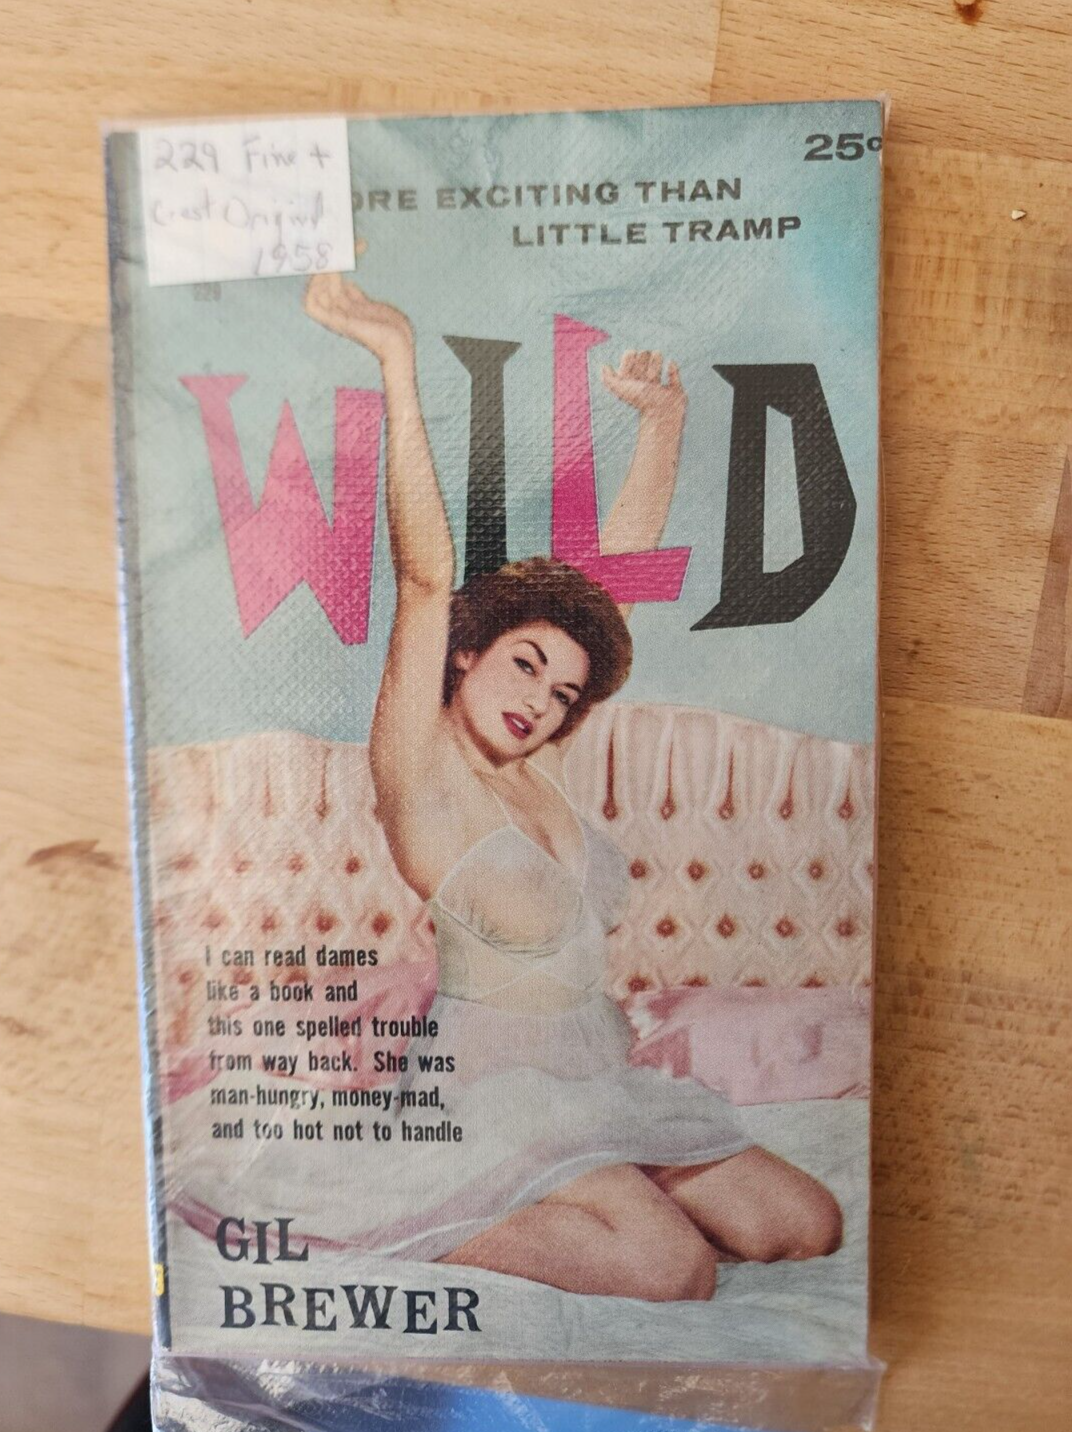 229 Fine +
Crest Original
1958
25¢
ORE EXCITING THAN
LITTLE TRAMP
WILD
I can read dames
like a book and
this one spelled trouble
from way back. She was
man-hungry, money-mad,
and too hot not to handle
GIL
BREWER